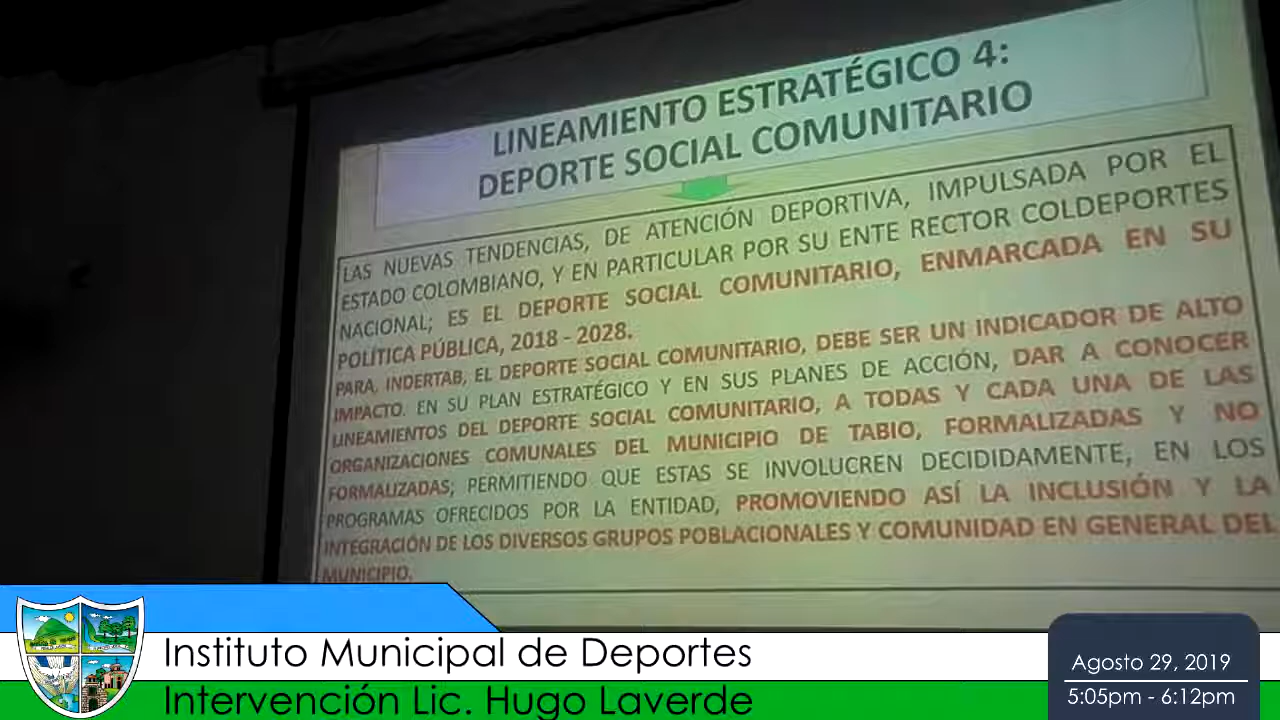 LINEAMIENTO ESTRATÉGICO 4:
DEPORTE SOCIAL COMUNITARIO
LAS NUEVAS TENDENCIAS, DE ATENCIÓN DEPORTIVA, IMPULSADA POR EL
ESTADO COLOMBIANO, Y EN PARTICULAR POR SU ENTE RECTOR COLDEPORTES
NACIONAL; ES EL DEPORTE SOCIAL COMUNITARIO, ENMARCADA EN SU
POLÍTICA PÚBLICA, 2018 - 2028.
PARA, INDERTAB, EL DEPORTE SOCIAL COMUNITARIO, DEBE SER UN INDICADOR DE ALTO
IMPACTO. EN SU PLAN ESTRATÉGICO Y EN SUS PLANES DE ACCIÓN, DAR A CONOCER
LINEAMIENTOS DEL DEPORTE SOCIAL COMUNITARIO, A TODAS Y CADA UNA DE LAS
ORGANIZACIONES COMUNALES DEL MUNICIPIO DE TABIO, FORMALIZADAS Y NO
FORMALIZADAS; PERMITIENDO QUE ESTAS SE INVOLUCREN DECIDIDAMENTE, EN LOS
PROGRAMAS OFRECIDOS POR LA ENTIDAD, PROMOVIENDO ASÍ LA INCLUSIÓN Y LA
INTEGRACIÓN DE LOS DIVERSOS GRUPOS POBLACIONALES Y COMUNIDAD EN GENERAL DEL
MUNICIPIO.
Instituto Municipal de Deportes
Intervención Lic. Hugo Laverde
Agosto 29, 2019
5:05pm - 6:12pm